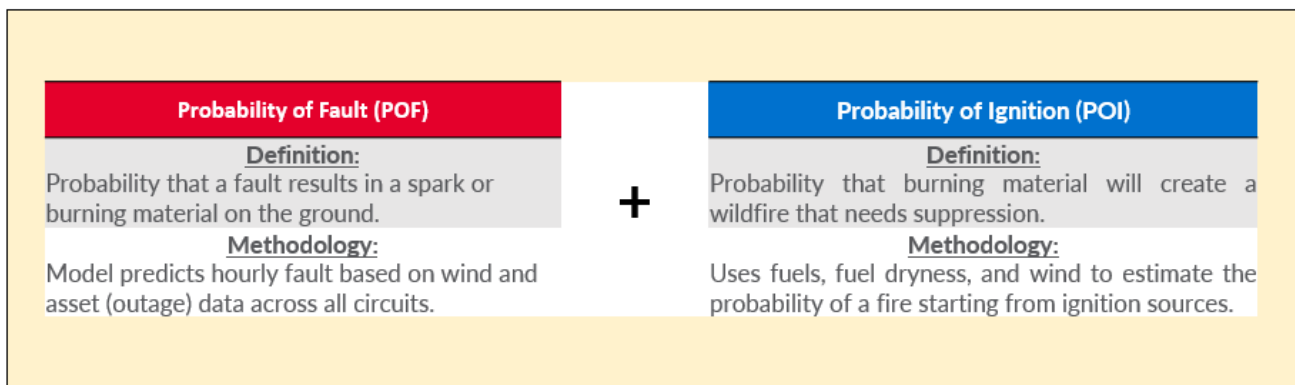 Probability of Fault (POF)
Definition:
Probability that a fault results in a spark or
burning material on the ground.
Methodology:
Model predicts hourly fault based on wind and
asset (outage) data across all circuits.
+
Probability of Ignition (POI)
Definition:
Probability that burning material will create a
wildfire that needs suppression.
Methodology:
Uses fuels, fuel dryness, and wind to estimate the
probability of a fire starting from ignition sources.